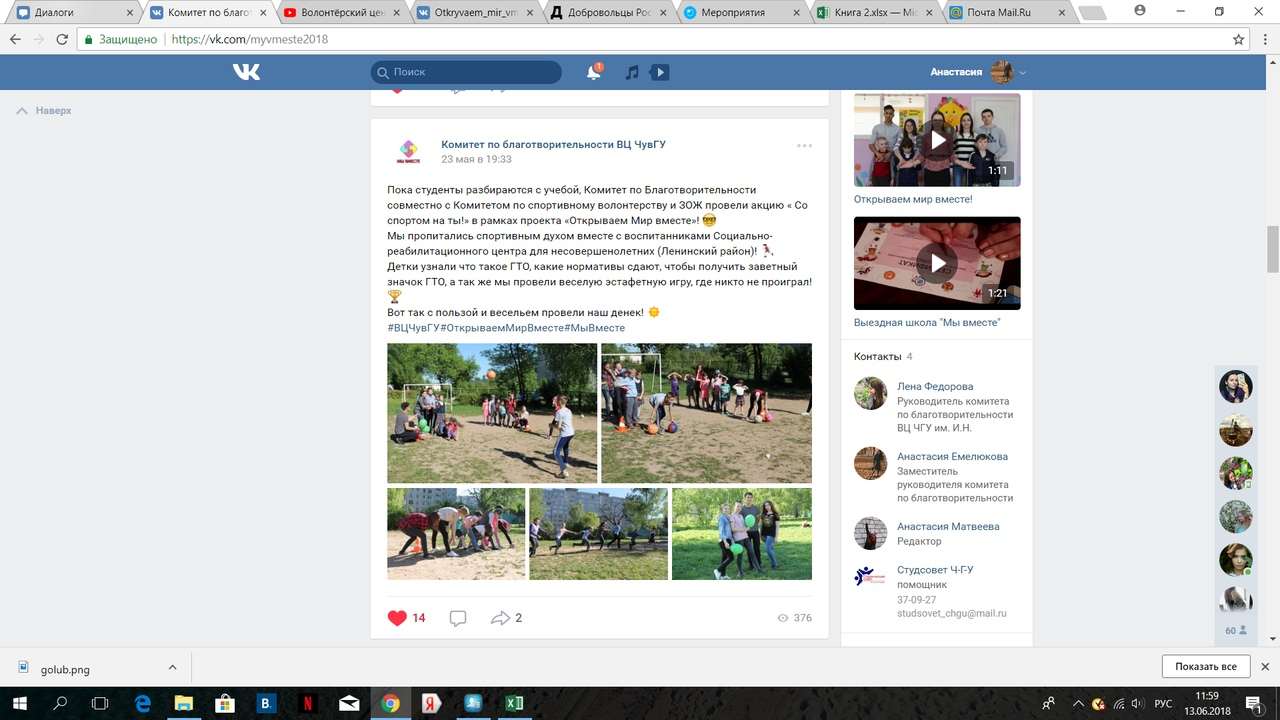 Диалоги
Комитет по благот
Волонтёрский цен
Otkryvaem_mir_vm
Добровольцы Рос
Мероприятия
Книга 2.xlsx — Mic
Почта Mail.Ru
Защищено
https://vk.com/myvmeste2018
Поиск
1
Анастасия
Наверх
МЫ ВМЕСТЕ
Комитет по благотворительности ВЦ ЧувГУ
23 мая в 19:33
Пока студенты разбираются с учебой, Комитет по Благотворительности
совместно с Комитетом по спортивному волонтерству и ЗОЖ провели акцию « Со
спортом на ты!» в рамках проекта «Открываем Мир вместе»!
Мы пропитались спортивным духом вместе с воспитанниками Социально-
реабилитационного центра для несовершенолетних (Ленинский район)!
Детки узнали что такое ГТО, какие нормативы сдают, чтобы получить заветный
значок ГТО, а так же мы провели веселую эстафетную игру, где никто не проиграл!
Вот так с пользой и весельем провели наш денек!
#ВЦЧувГУ#ОткрываемМирВместе#МыВместе
14
2
376
1:11
Открываем мир вместе!
СЕРТИФИКАТ
1:21
Выездная школа "Мы вместе"
Контакты 4
Лена Федорова
Руководитель комитета
по благотворительности
ВЦ ЧГУ им. И.Н.
Анастасия Емелюкова
Заместитель
руководителя комитета
по благотворительности
Анастасия Матвеева
Редактор
Студсовет Ч-Г-У
помощник
37-09-27
studsovet_chgu@mail.ru
60
golub.png
Показать все
B.
N
Я
РУС
11:59
13.06.2018
1